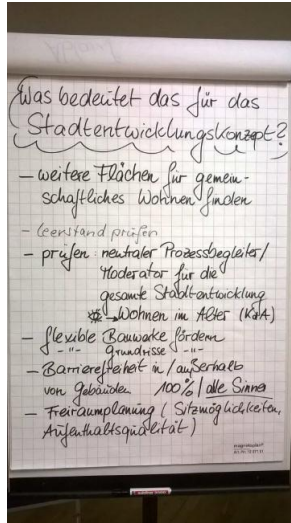 Was bedeutet das für das
Stadtentwicklungskonzept?
– weitere Flächen für gemein-
schaftliches Wohnen finden
– Leerstand prüfen
– prüfen: neutraler Prozessbegleiter/
Moderator für die
gesamte Stadtentwicklung
→ Wohnen im Alter (KdA)
– flexible Bauwerke fördern
– -"- Grundrisse -"-
– Barrierefreiheit in / außerhalb
von Gebäuden 100% / alle Sinne
– Freiraumplanung (Sitzmöglichkeiten,
Aufenthaltsqualität)